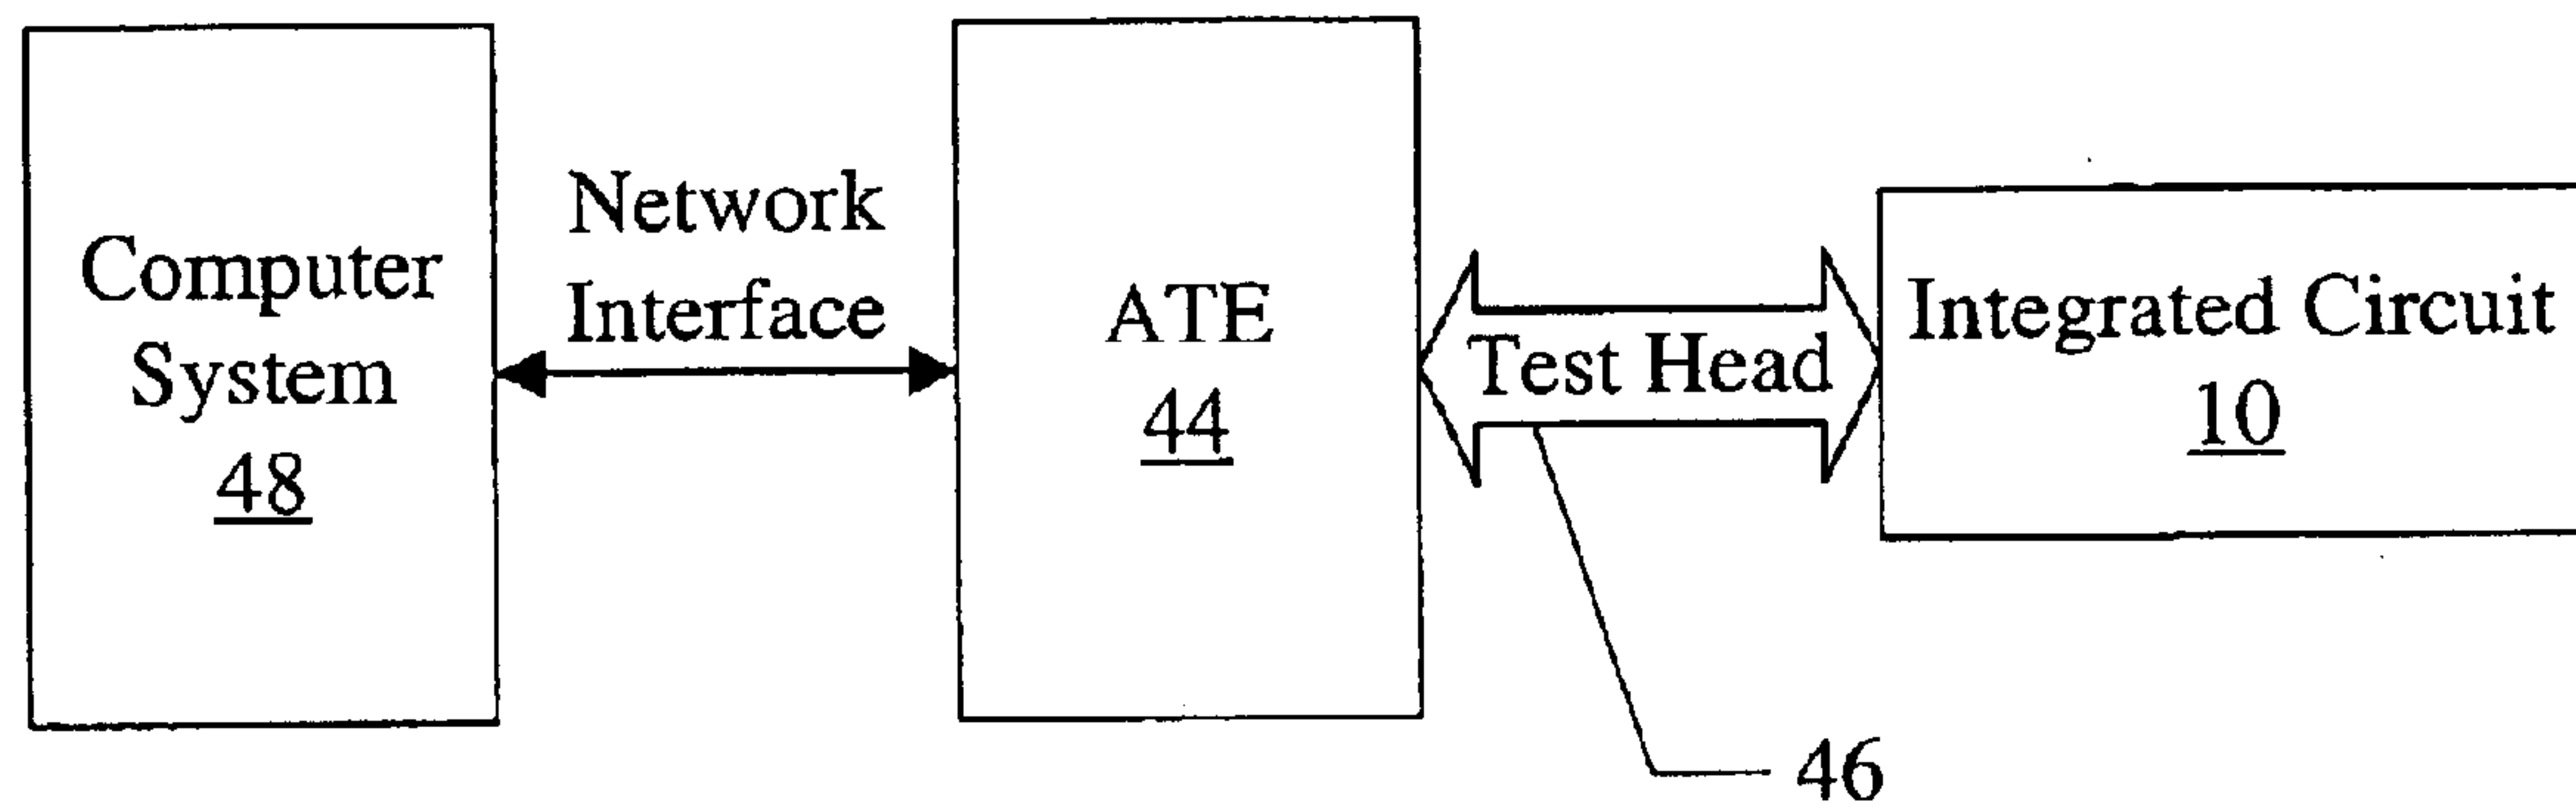 Computer
System
48
Network
Interface
ATE
44
Test Head
46
Integrated Circuit
10